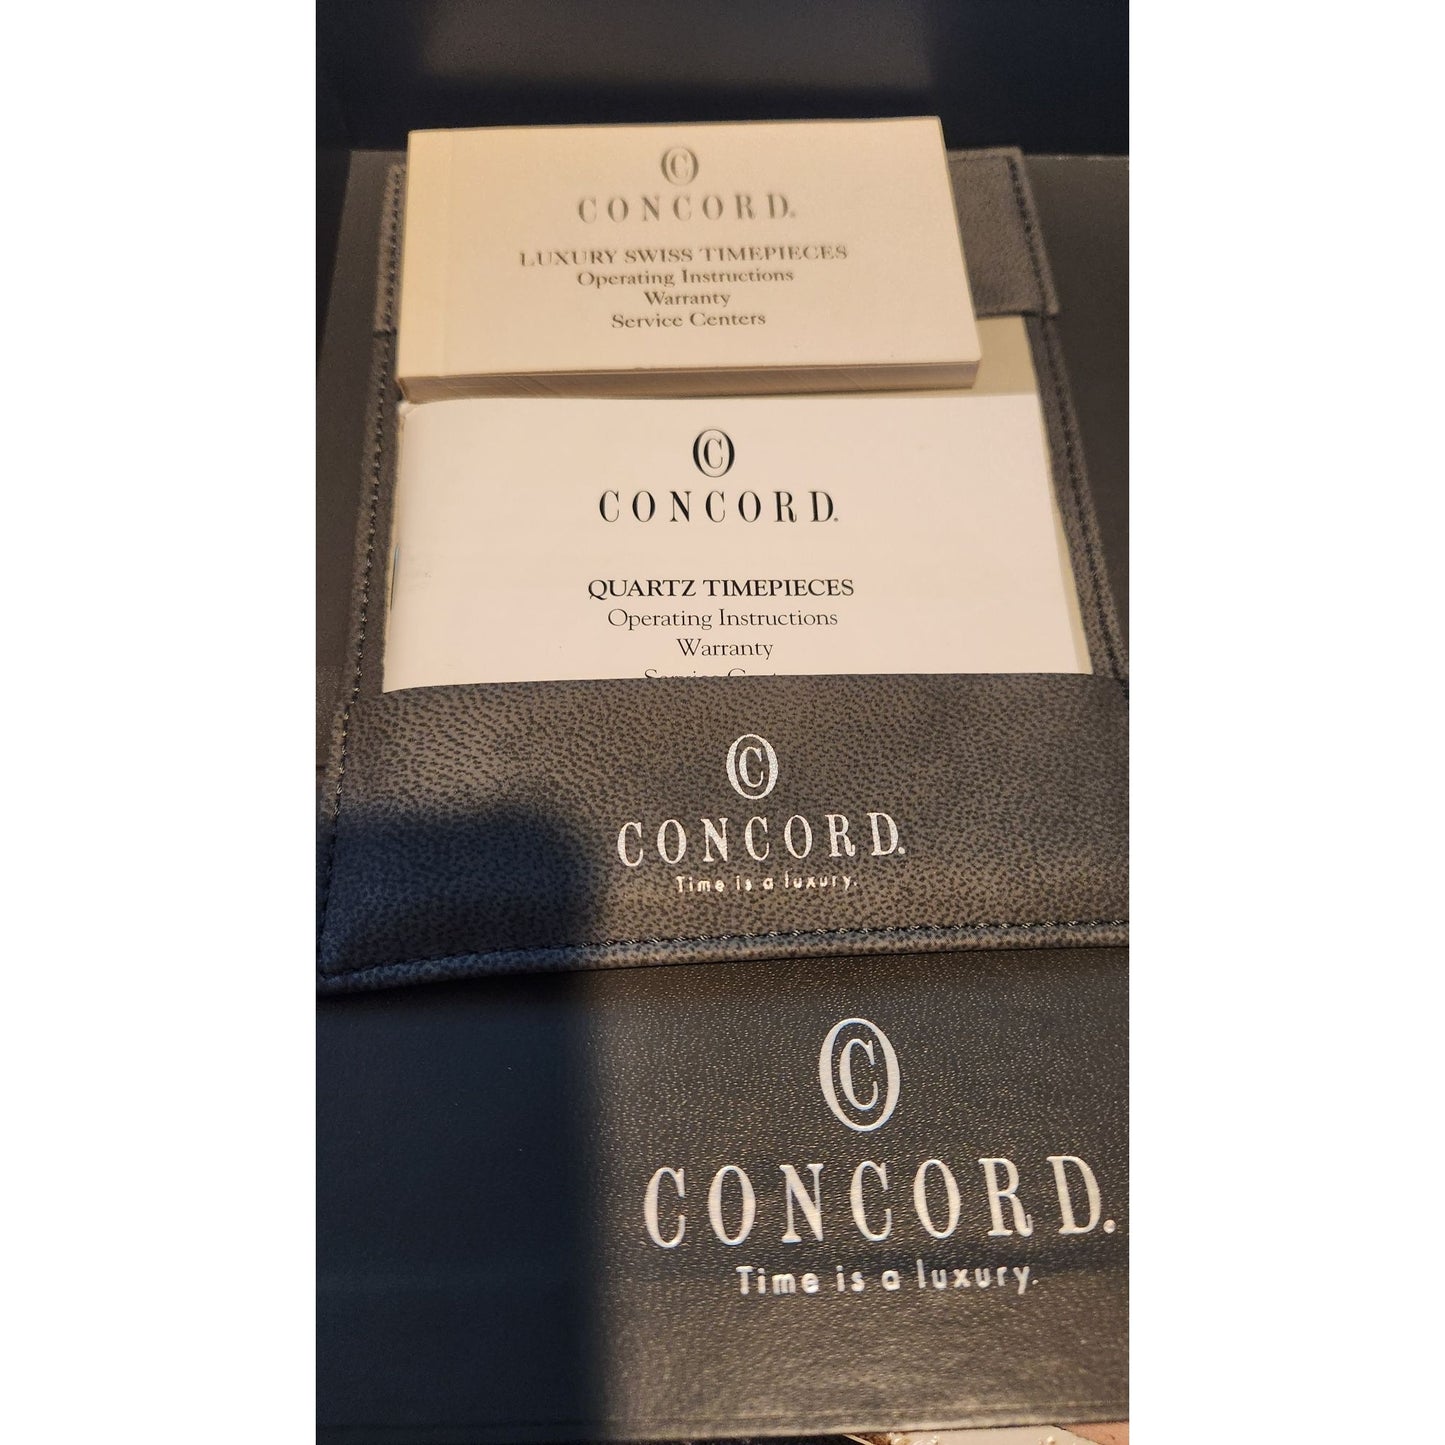 C
CONCORD®
LUXURY SWISS TIMEPIECES
Operating Instructions
Warranty
Service Centers
C
CONCORD®
QUARTZ TIMEPIECES
Operating Instructions
Warranty
C
CONCORD®
Time is a luxury.
C
CONCORD®
Time is a luxury.